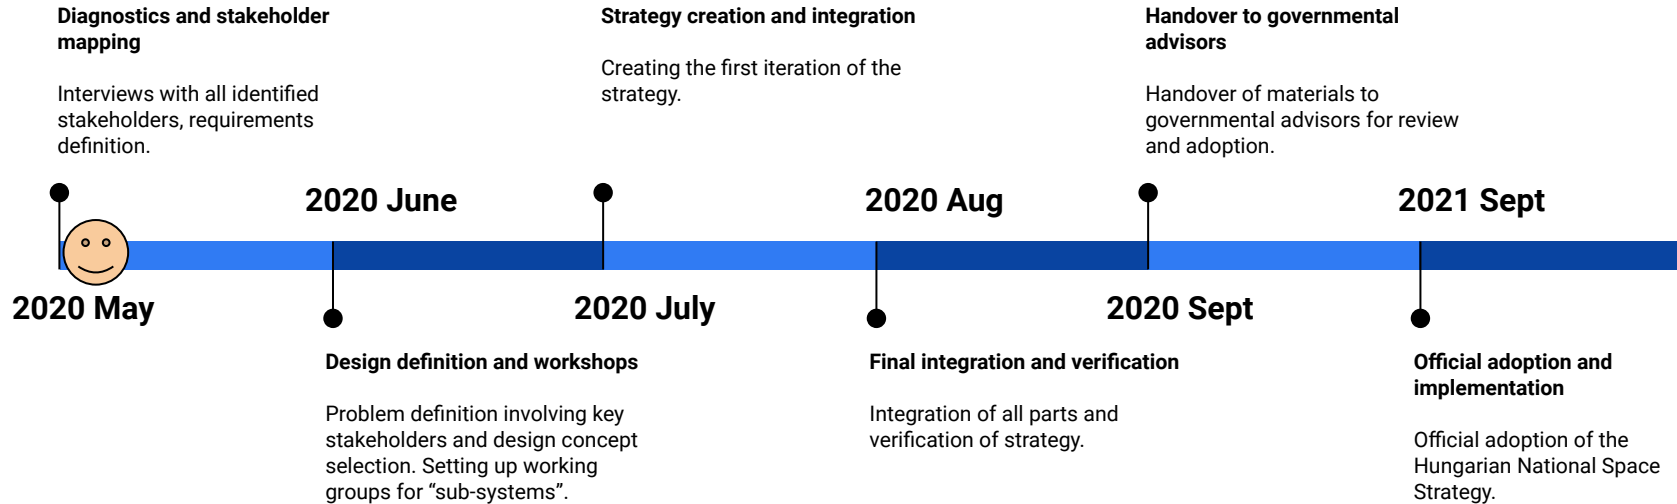 Diagnostics and stakeholder
mapping
Interviews with all identified
stakeholders, requirements
definition.
Strategy creation and integration
Creating the first iteration of the
strategy.
Handover to governmental
advisors
Handover of materials to
governmental advisors for review
and adoption.
2020 June
2020 Aug
2021 Sept
2020 May
2020 July
2020 Sept
Design definition and workshops
Problem definition involving key
stakeholders and design concept
selection. Setting up working
groups for “sub-systems”.
Final integration and verification
Integration of all parts and
verification of strategy.
Official adoption and
implementation
Official adoption of the
Hungarian National Space
Strategy.